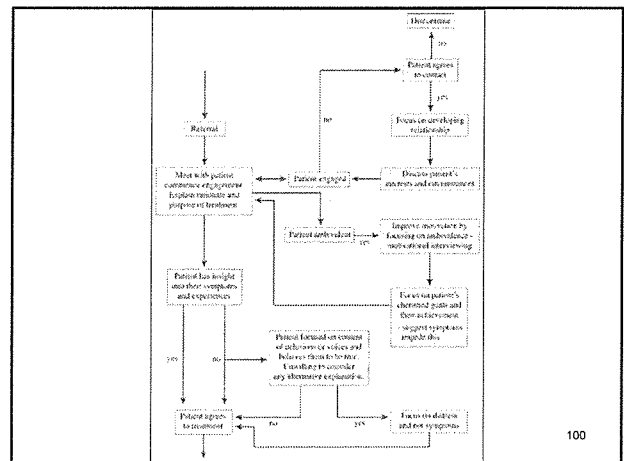 Discontinue
no
Patient agrees
to contact
yes
Focus on developing
relationship
no
Referral
Meet with patient
commence engagement
Explain rationale and
purpose of treatment
Patient engaged
Discuss patient's
interests and
Patient ambivalent
yes
Improve motivation by
focusing on ambivalence -
motivational interviewing
Patient has insight
into their symptoms
and experiences
Focus on patient's
cherished goals and
their achievement
- suggest symptoms
impede this
Patient focused on content
of delusions or voices and
believes them to be true.
Unwilling to consider
any alternative explanation.
yes
no
no
yes
Patient agrees
to treatment
Focus on distress
and not symptoms
100